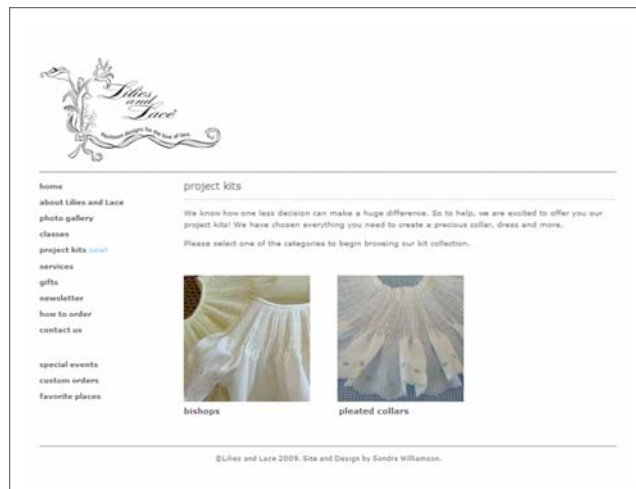 Lilies
and
Lace
Heirloom designs for the love of lace.
home
about Lilies and Lace
photo gallery
classes
project kits new!
services
gifts
newsletter
how to order
contact us
special events
custom orders
favorite places
project kits
We know how one less decision can make a huge difference. So to help, we are excited to offer you our
project kits! We have chosen everything you need to create a precious collar, dress and more.
Please select one of the categories to begin browsing our kit collection.
bishops
pleated collars
©Lilies and Lace 2009. Site and Design by Sondra Williamson.